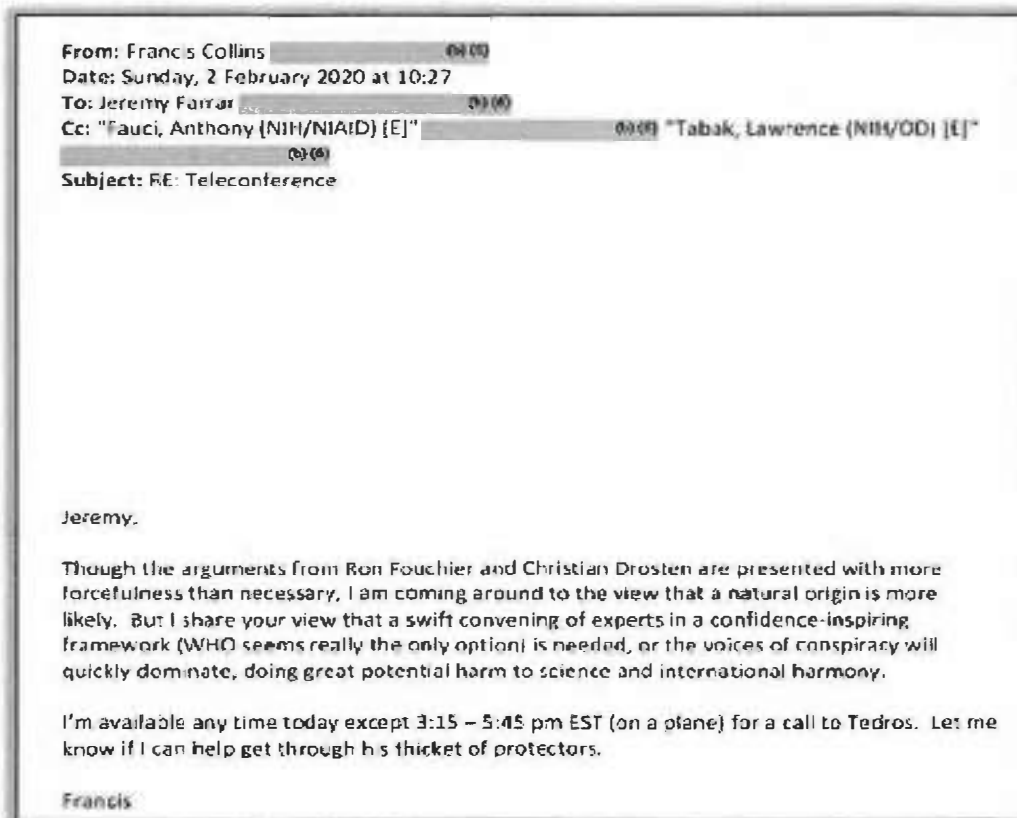 From: Francis Collins (b) (6)
Date: Sunday, 2 February 2020 at 10:27
To: Jeremy Farrar (b) (6)
Cc: "Fauci, Anthony (NIH/NIAID) [E]" (b) (6) "Tabak, Lawrence (NIH/OD) [E]"
(b) (6)
Subject: RE: Teleconference
Jeremy,
Though the arguments from Ron Fouchier and Christian Drosten are presented with more
forcefulness than necessary, I am coming around to the view that a natural origin is more
likely. But I share your view that a swift convening of experts in a confidence-inspiring
framework (WHO seems really the only option) is needed, or the voices of conspiracy will
quickly dominate, doing great potential harm to science and international harmony.
I'm available any time today except 3:15 – 5:45 pm EST (on a plane) for a call to Tedros. Let me
know if I can help get through his thicket of protectors.
Francis